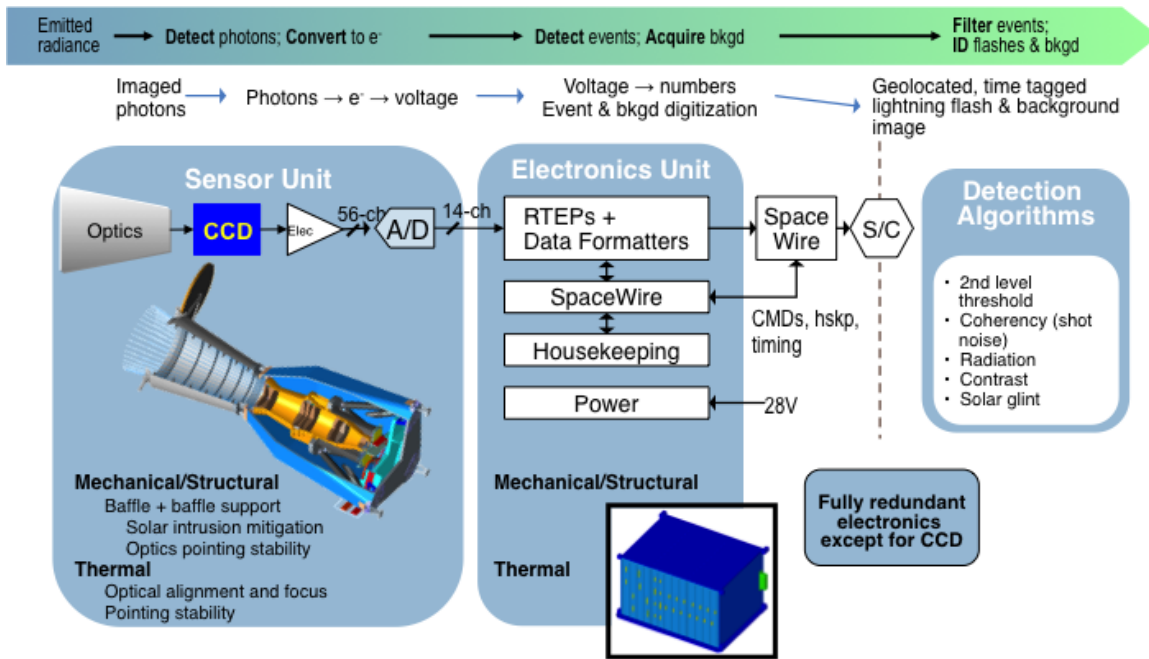 Emitted
radiance
Detect photons; Convert to e-
Detect events; Acquire bkgd
Filter events;
ID flashes & bkgd
Imaged
photons
Photons → e- → voltage
Voltage → numbers
Event & bkgd digitization
Geolocated, time tagged
lightning flash & background
image
Sensor Unit
Optics
CCD
Elec
56-ch
A/D
14-ch
Mechanical/Structural
Baffle + baffle support
Solar intrusion mitigation
Optics pointing stability
Thermal
Optical alignment and focus
Pointing stability
Electronics Unit
RTEPs +
Data Formatters
SpaceWire
Housekeeping
Power
Mechanical/Structural
Thermal
Space
Wire
S/C
CMDs, hskp,
timing
28V
Detection
Algorithms
• 2nd level
threshold
• Coherency (shot
noise)
• Radiation
• Contrast
• Solar glint
Fully redundant
electronics
except for CCD